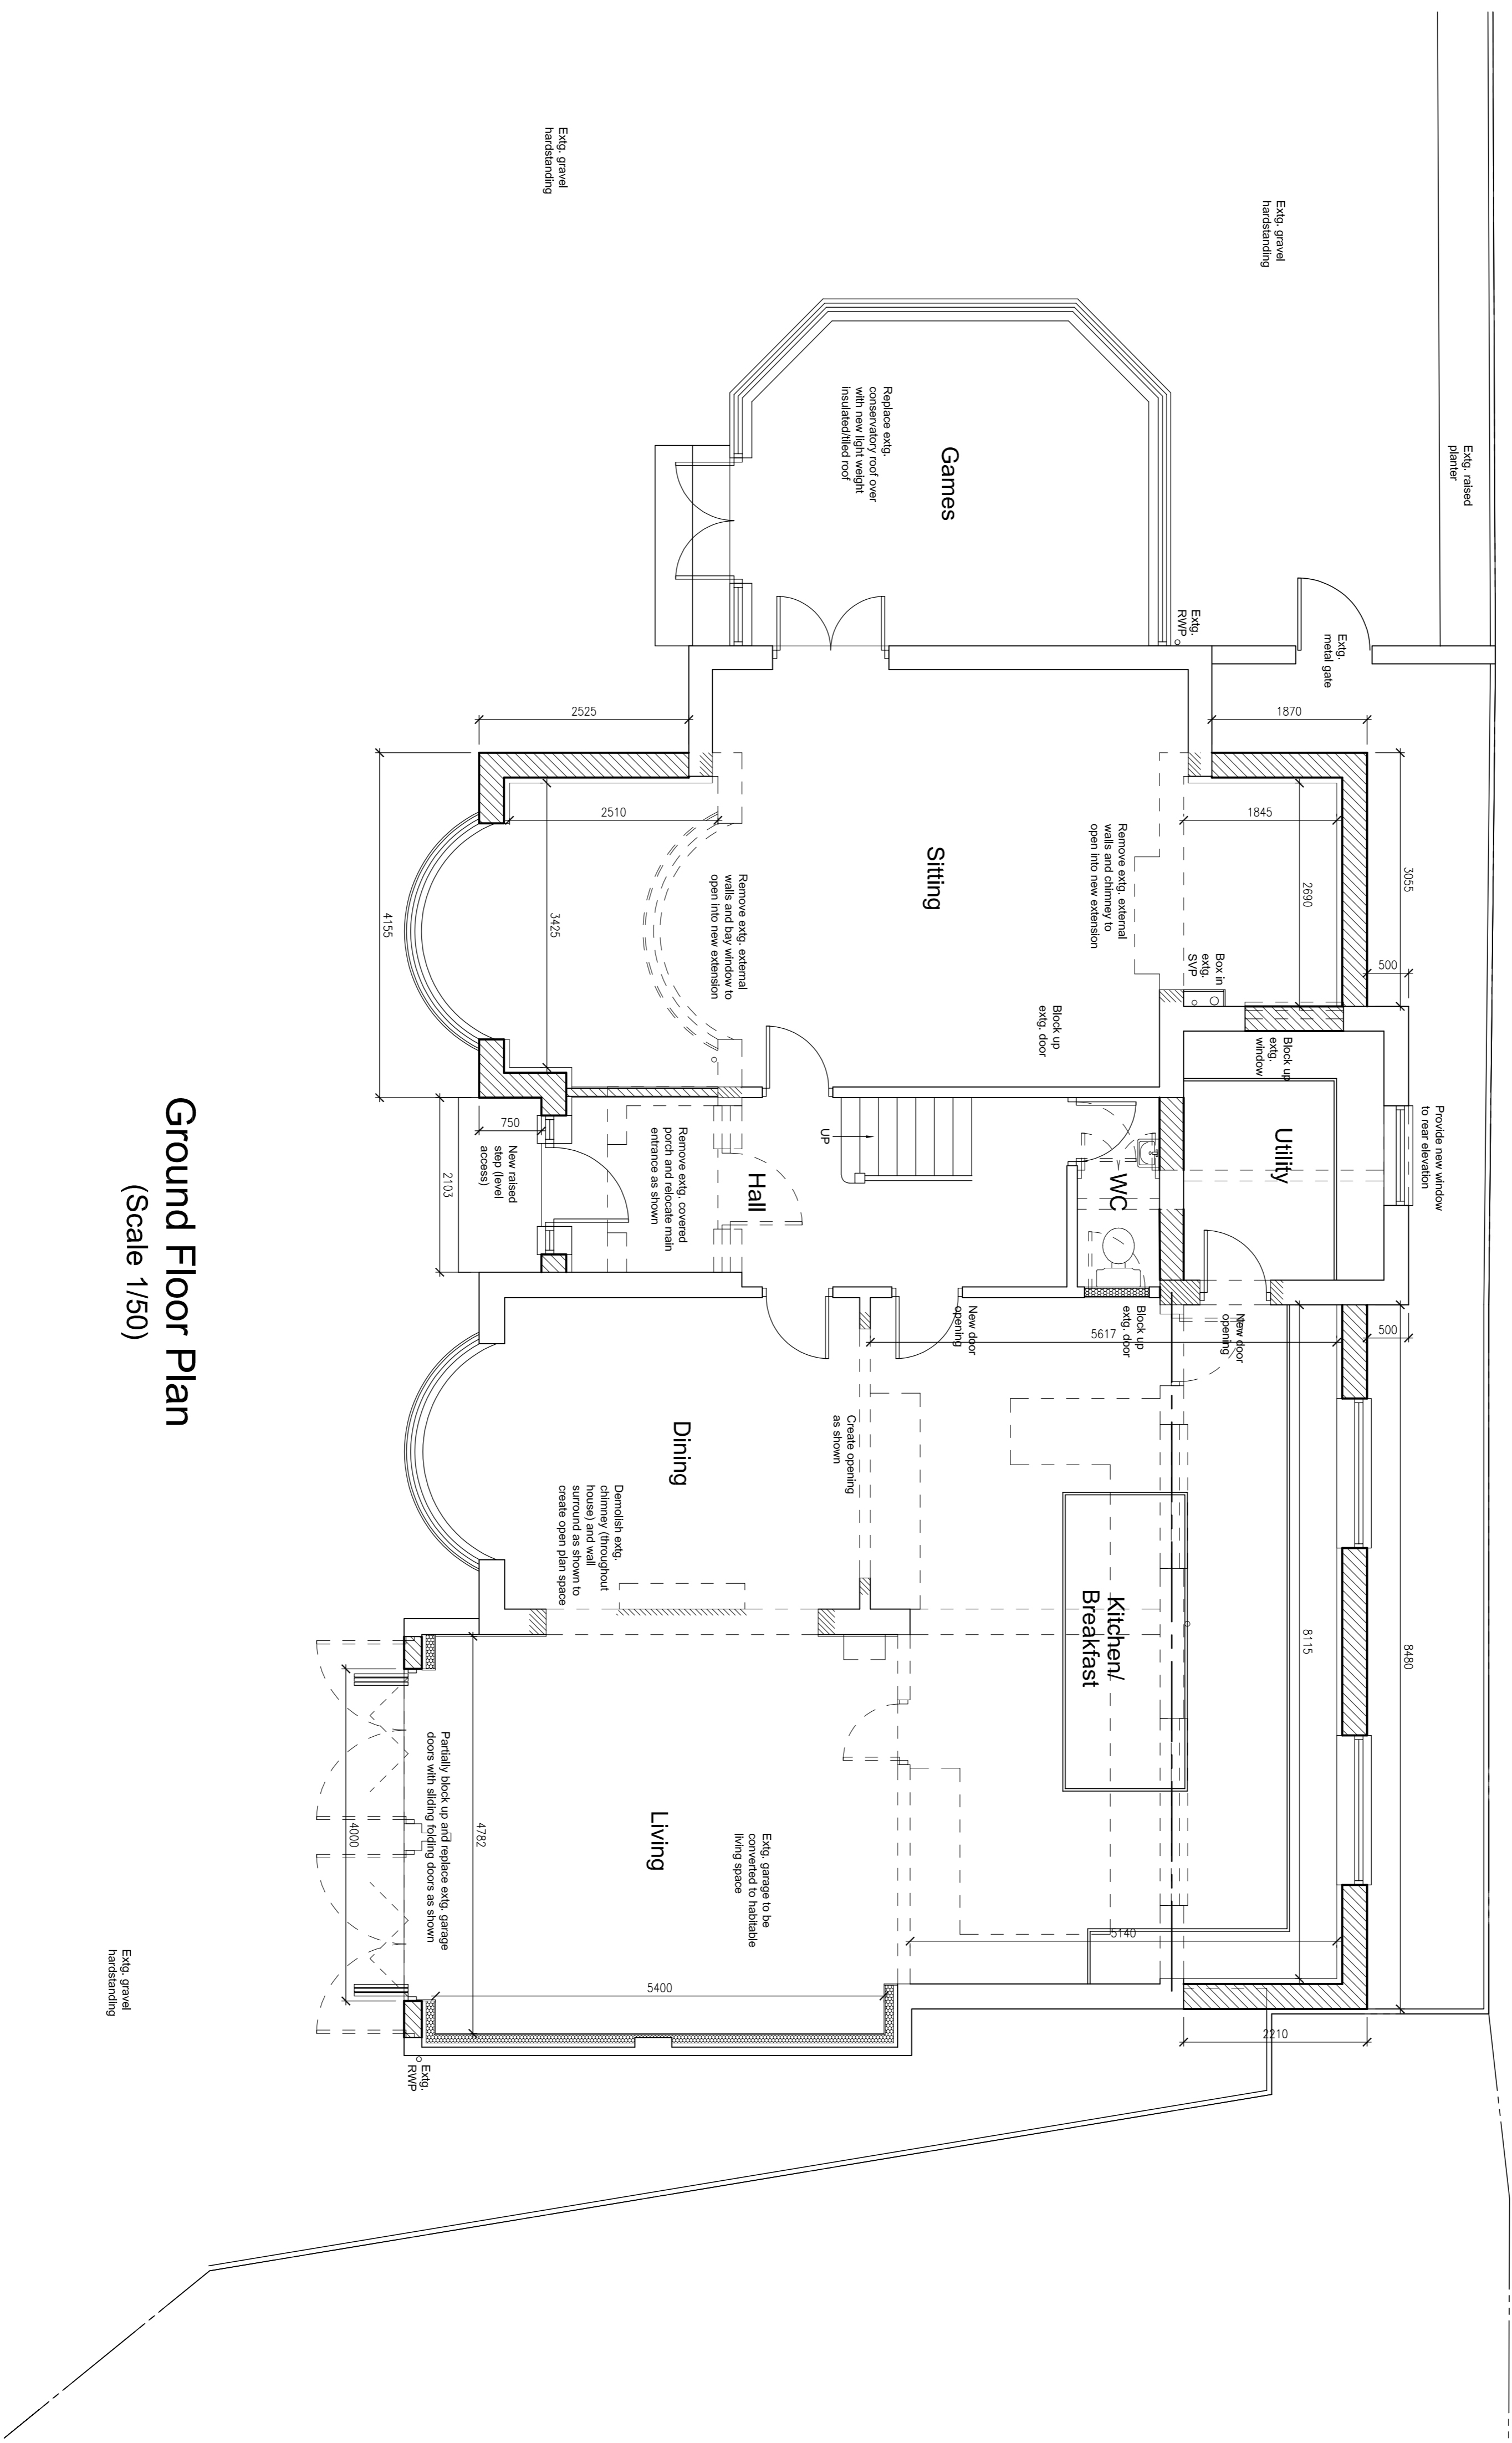 Extg. raised
planter
Extg. gravel
hardstanding
Extg. gravel
hardstanding
Provide new window
to rear elevation
Extg.
metal gate
Extg.
RWP
1870
3055
500
2690
1845
500
8480
8115
Block up
extg.
window
Box in
extg.
SVP
Utility
New door
opening
Block up
extg. door
5617
New door
opening
WC
Remove extg. external
walls and chimney to
open into new extension
Block up
extg. door
Kitchen/
Breakfast
5140
2210
Games
Replace extg.
conservatory roof over
with new light weight
insulated/tiled roof
Sitting
UP
Create opening
as shown
Hall
Remove extg. external
walls and bay window to
open into new extension
Remove extg. covered
porch and relocate main
entrance as shown
Dining
Demolish extg.
chimney (throughout
house) and wall
surround as shown to
create open plan space
Living
Extg. garage to be
converted to habitable
living space
5400
4782
2525
2510
3425
4155
750
New raised
step (level
access)
2103
Partially block up and replace extg. garage
doors with sliding folding doors as shown
4000
Extg.
RWP
Extg. gravel
hardstanding
Ground Floor Plan
(Scale 1/50)